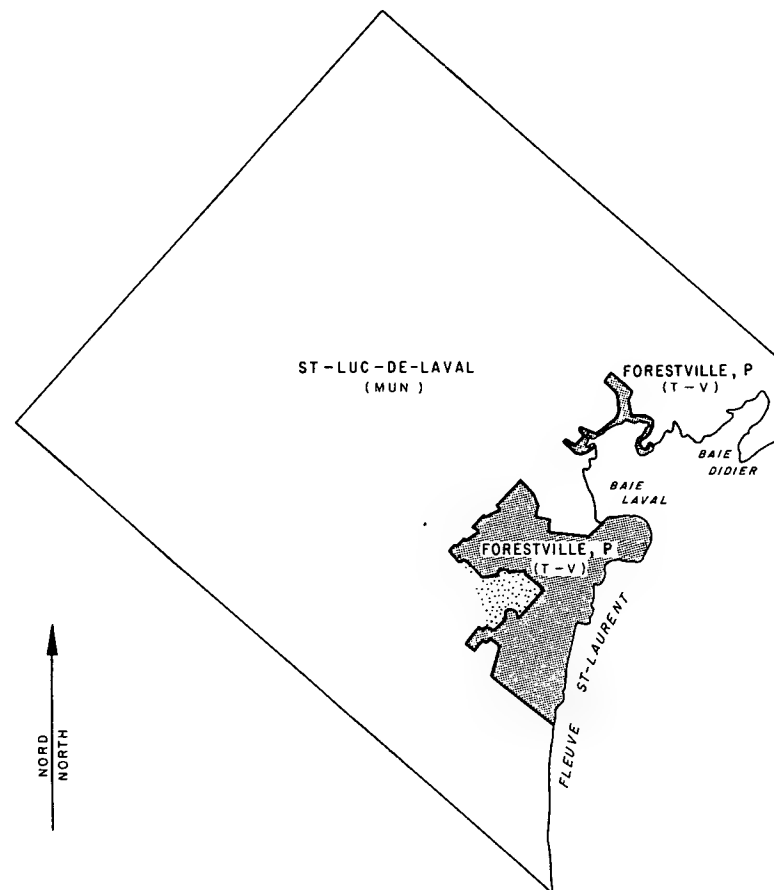 ST-LUC-DE-LAVAL
(MUN)
FORESTVILLE, P
(T-V)
BAIE
DIDIER
BAIE
LAVAL
FORESTVILLE, P
(T-V)
FLEUVE ST-LAURENT
NORD
NORTH